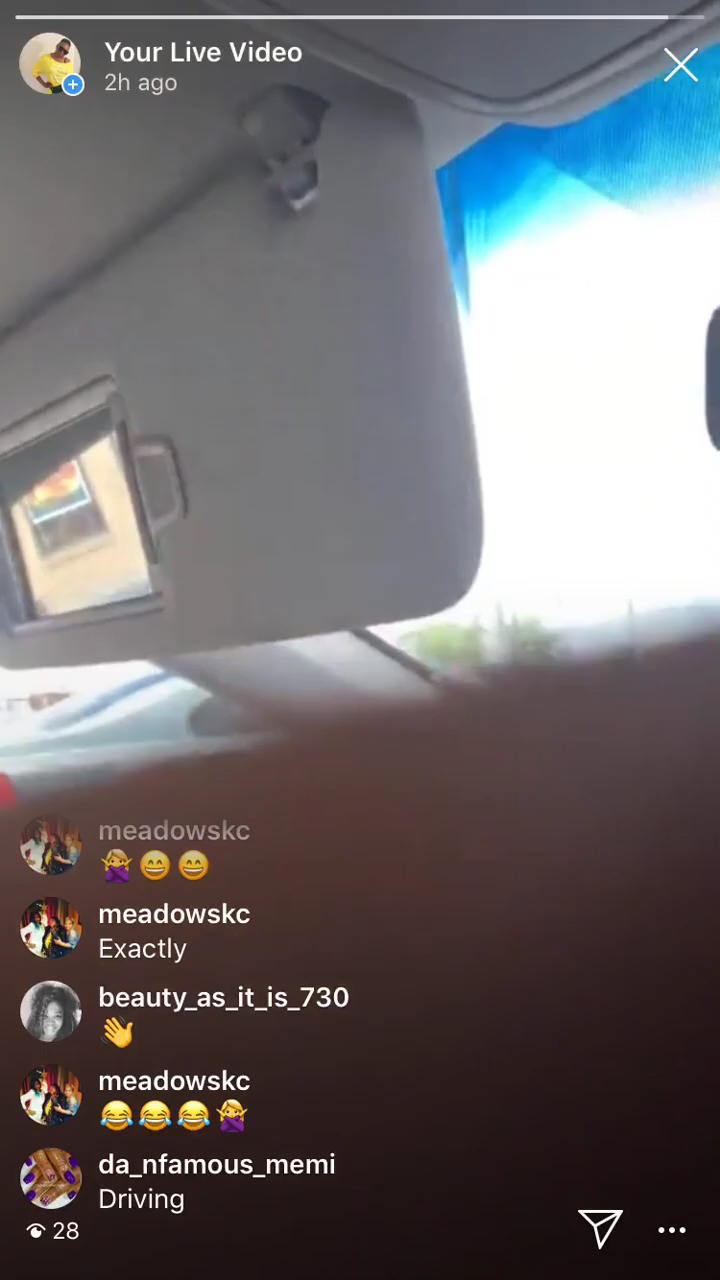 Your Live Video
2h ago
meadowskc
🙅😄😄
meadowskc
Exactly
beauty_as_it_is_730
👋
meadowskc
😂😂😂🙅
da_nfamous_memi
Driving
28